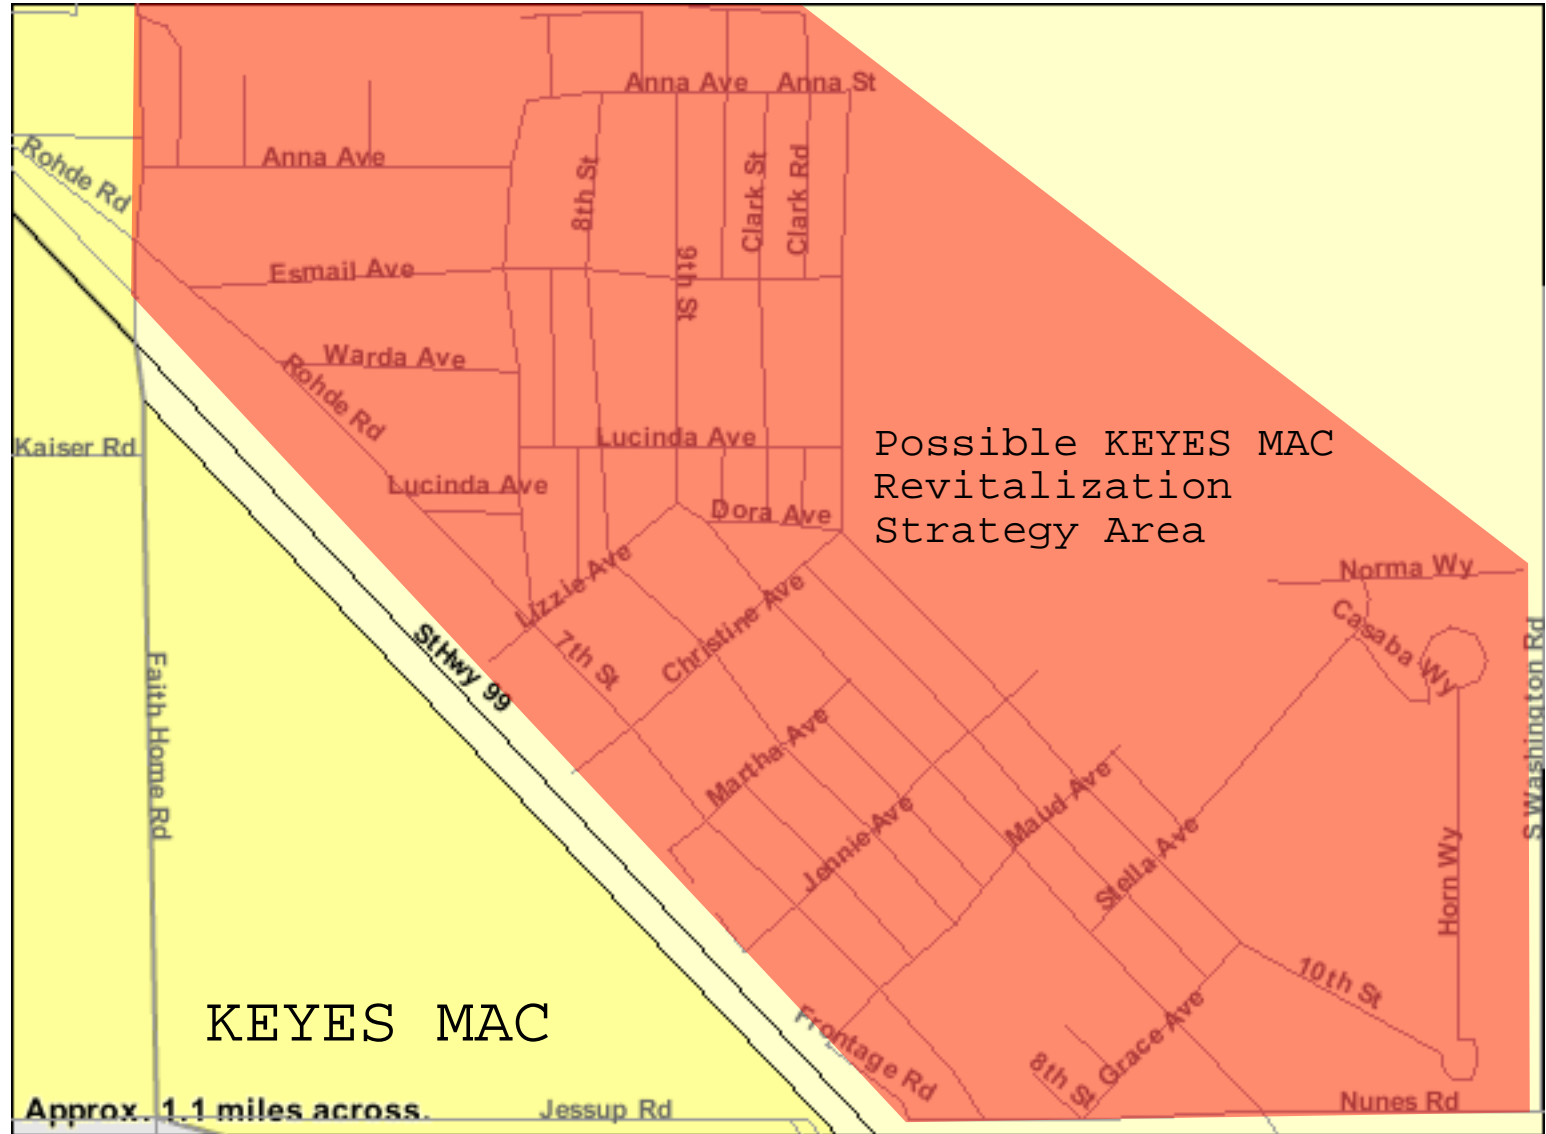 Anna Ave
Anna St
Rohde Rd
Anna Ave
8th St
Clark St
Clark Rd
9th St
Esmail Ave
Warda Ave
Rohde Rd
Kaiser Rd
Lucinda Ave
Possible KEYES MAC
Revitalization
Strategy Area
Lucinda Ave
Dora Ave
Lizzie Ave
Norma Wy
Christine Ave
Casaba Wy
7th St
St Hwy 99
Faith Home Rd
S Washington Rd
Martha Ave
Maud Ave
Jennie Ave
Stella Ave
Horn Wy
10th St
KEYES MAC
Frontage Rd
Grace Ave
8th St
Approx. 1.1 miles across.
Jessup Rd
Nunes Rd